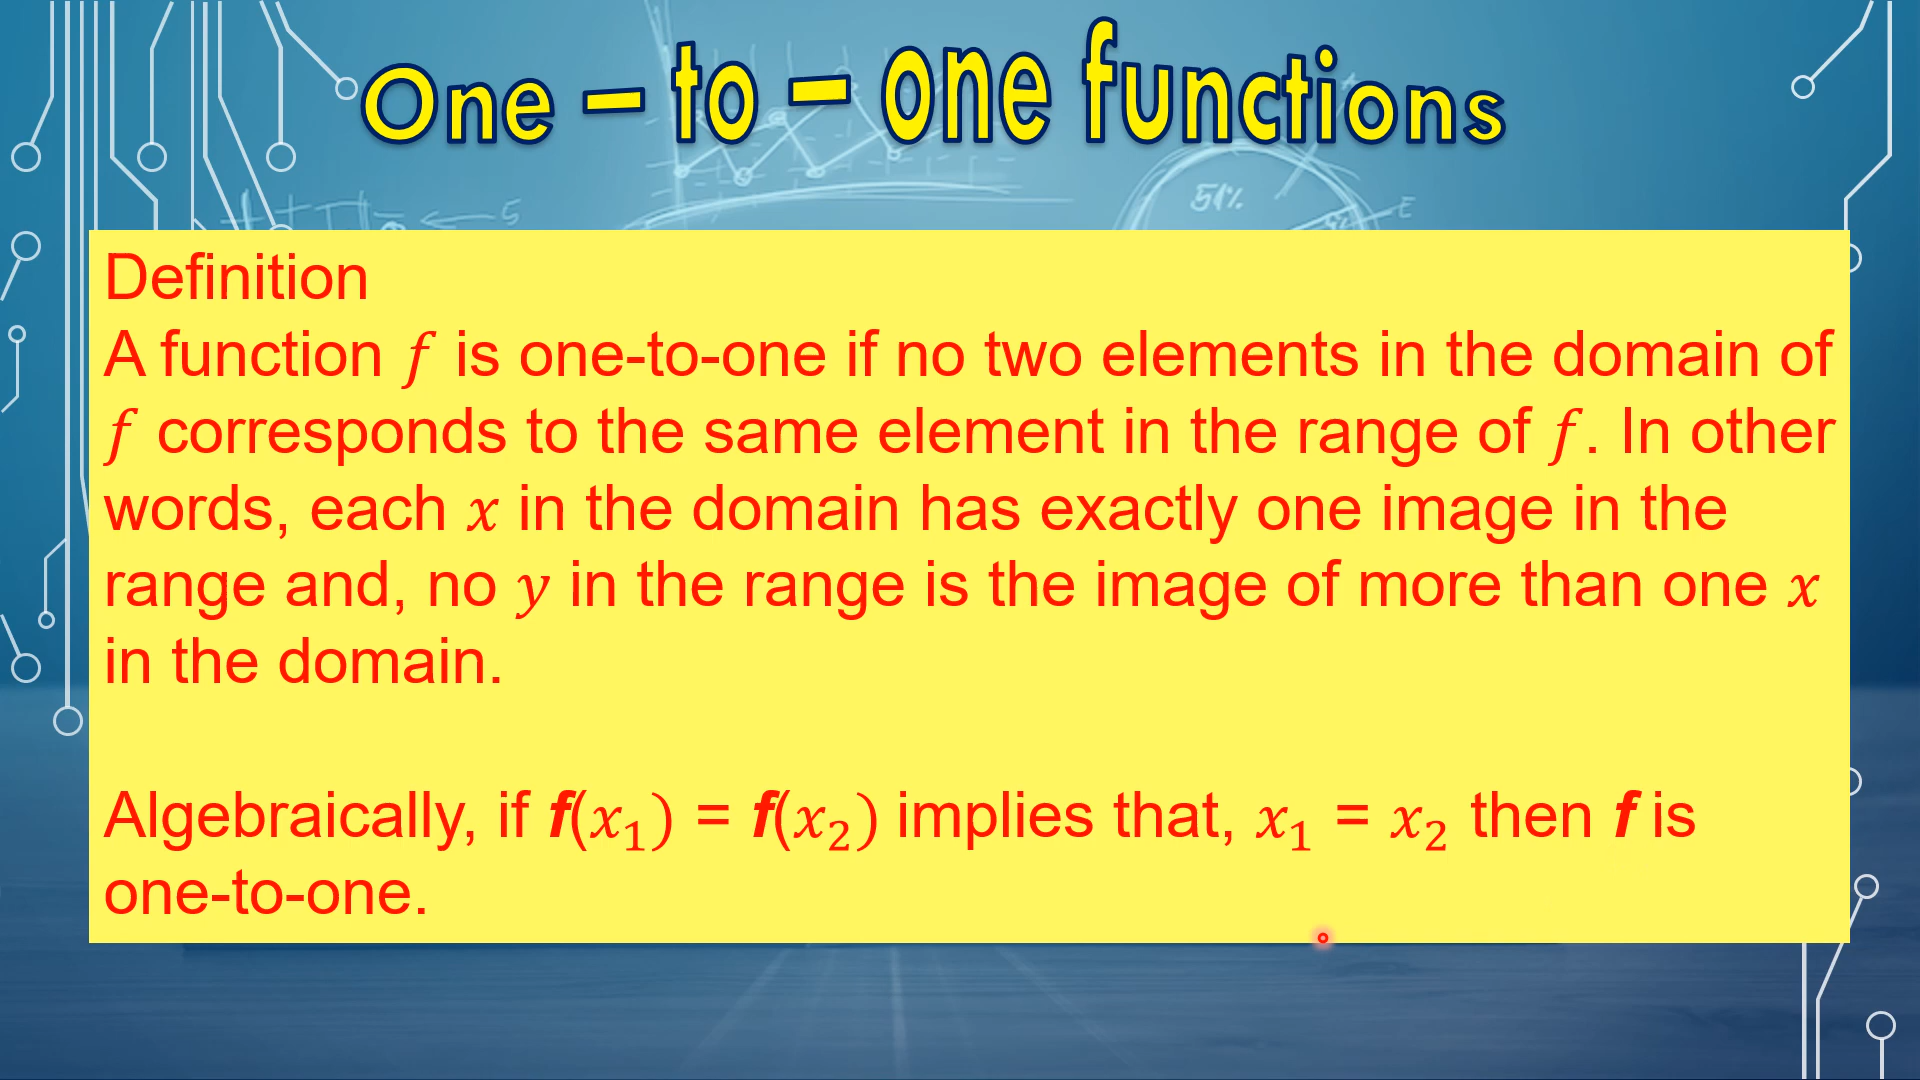 One – to – one functions
5
51%
E
Definition
A function f is one-to-one if no two elements in the domain of
f corresponds to the same element in the range of f. In other
words, each x in the domain has exactly one image in the
range and, no y in the range is the image of more than one x
in the domain.
Algebraically, if f(x₁) = f(x₂) implies that, x₁ = x₂ then f is
one-to-one.